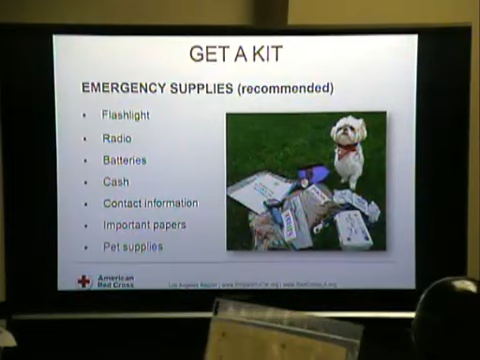 GET A KIT
EMERGENCY SUPPLIES (recommended)
Flashlight
Radio
Batteries
Cash
Contact information
Important papers
Pet supplies
American
Red Cross